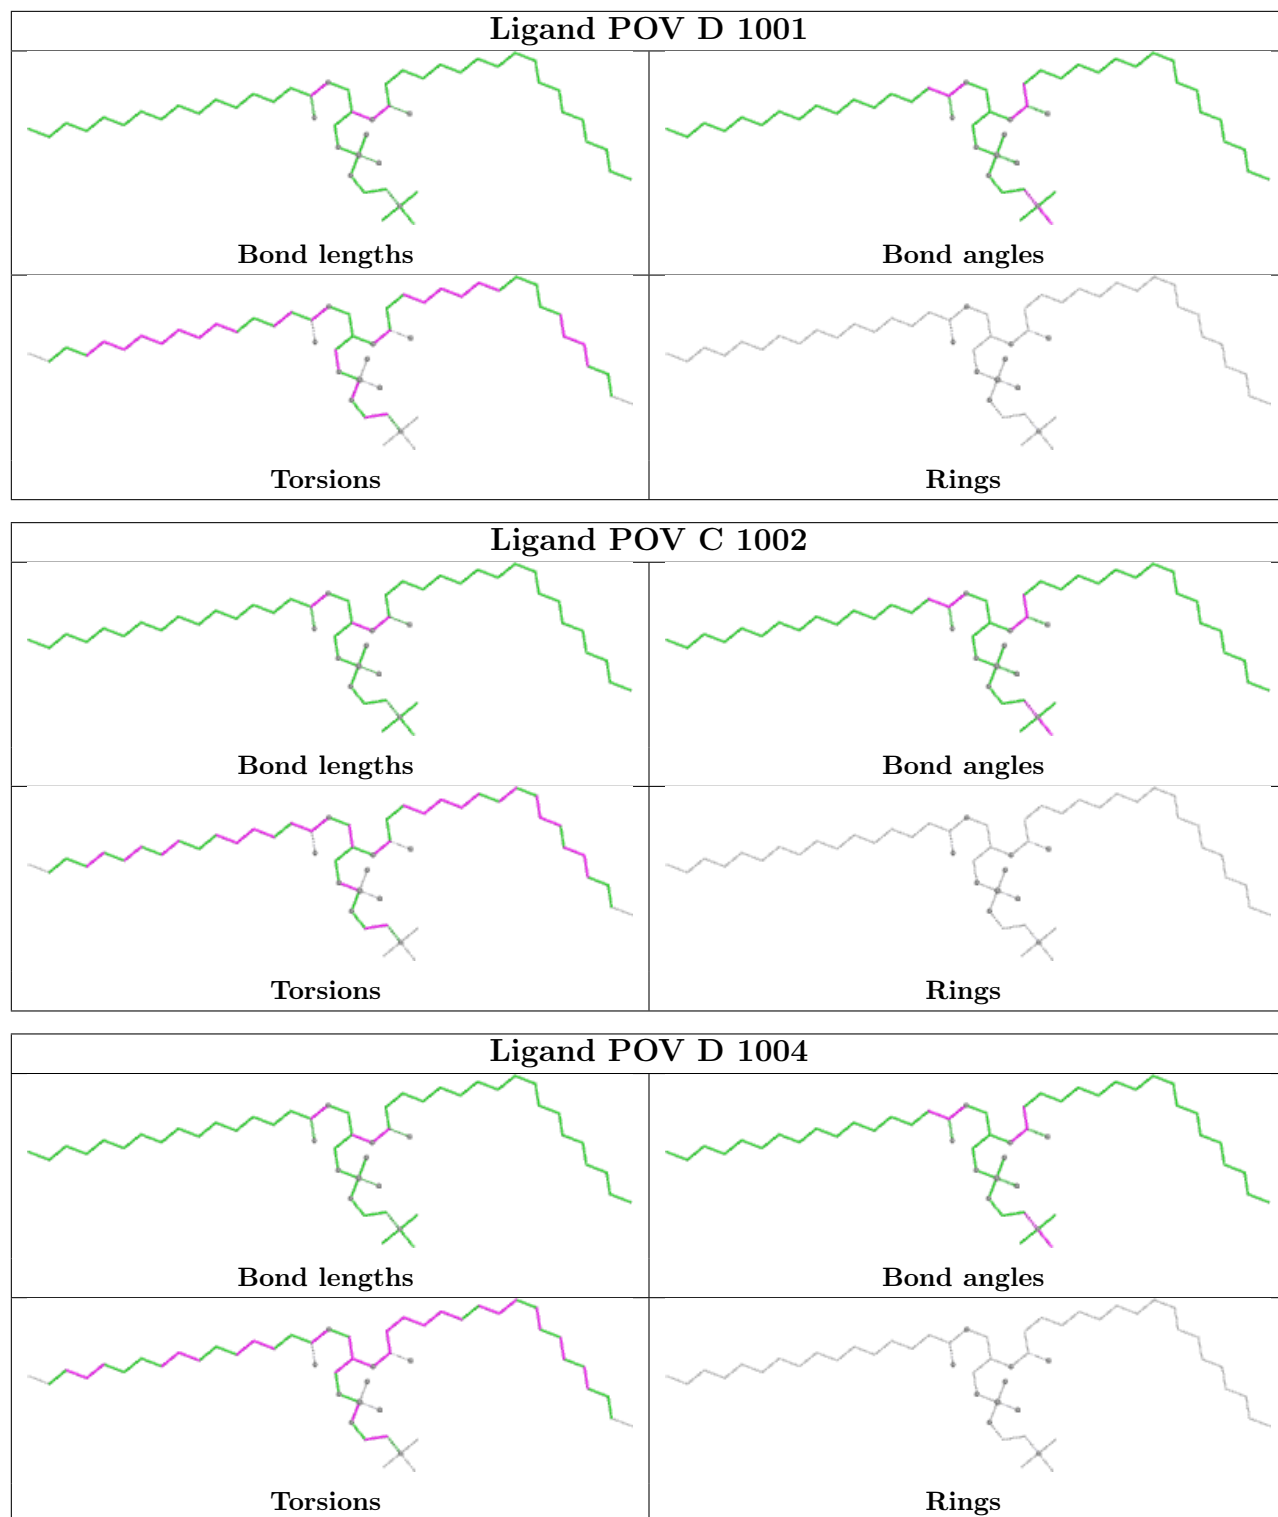 Ligand POV D 1001
Bond lengths
Bond angles
Torsions
Rings
Ligand POV C 1002
Bond lengths
Bond angles
Torsions
Rings
Ligand POV D 1004
Bond lengths
Bond angles
Torsions
Rings